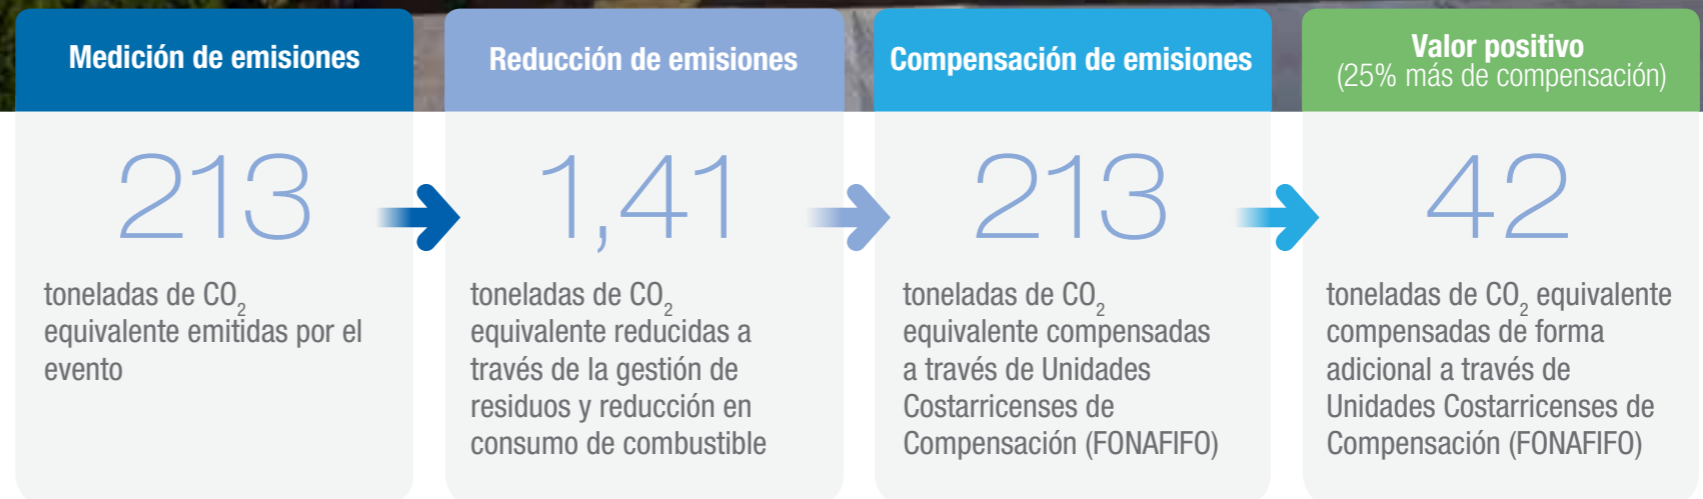 Medición de emisiones
213
toneladas de CO₂
equivalente emitidas por el
evento
Reducción de emisiones
1,41
toneladas de CO₂
equivalente reducidas a
través de la gestión de
residuos y reducción en
consumo de combustible
Compensación de emisiones
213
toneladas de CO₂
equivalente compensadas
a través de Unidades
Costarricenses de
Compensación (FONAFIFO)
Valor positivo
(25% más de compensación)
42
toneladas de CO₂ equivalente
compensadas de forma
adicional a través de
Unidades Costarricenses de
Compensación (FONAFIFO)